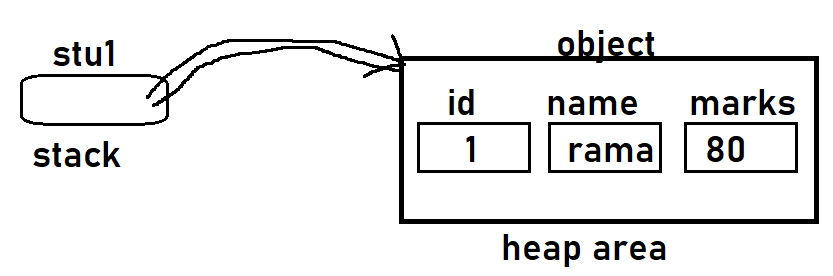 stu1
stack
object
id name marks
1 rama 80
heap area